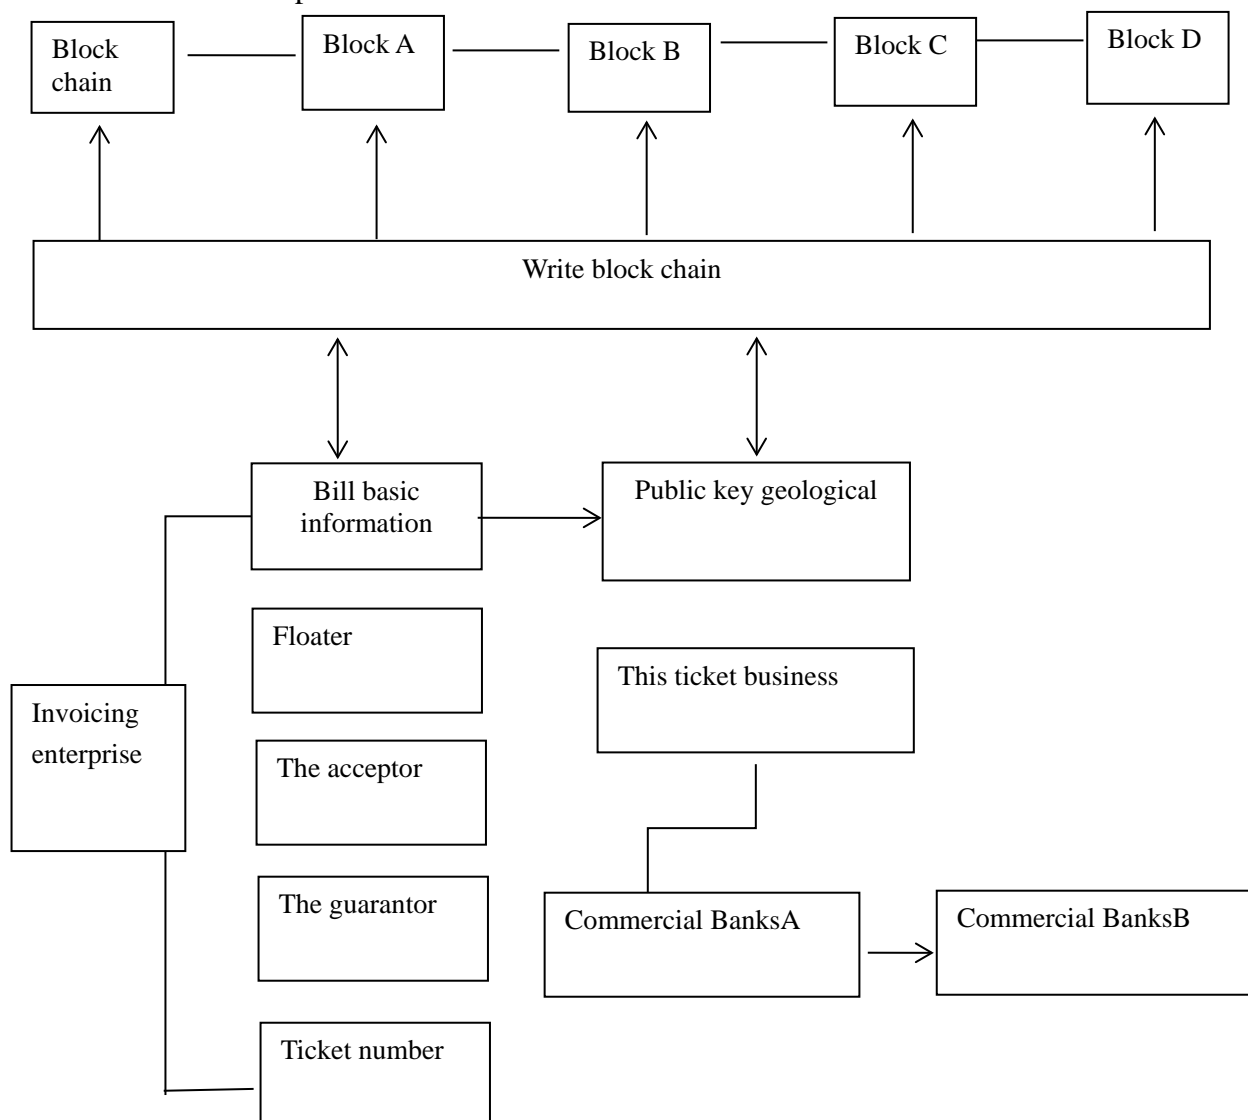 Block
chain
Block A
Block B
Block C
Block D
Write block chain
Bill basic
information
Public key geological
Floater
This ticket business
Invoicing
enterprise
The acceptor
The guarantor
Commercial BanksA
Commercial BanksB
Ticket number